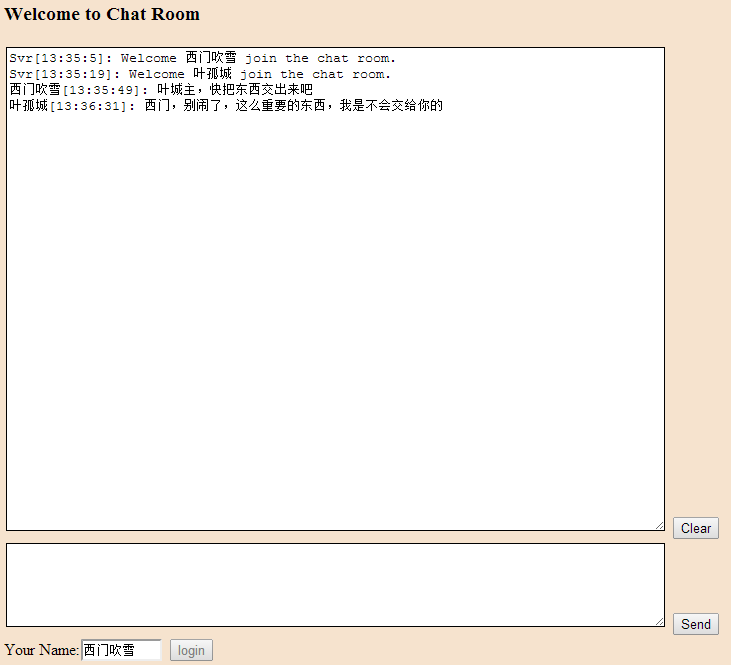 Welcome to Chat Room
Svr[13:35:5]: Welcome 西门吹雪 join the chat room.
Svr[13:35:19]: Welcome 叶孤城 join the chat room.
西门吹雪[13:35:49]: 叶城主，快把东西交出来吧
叶孤城[13:36:31]: 西门，别闹了，这么重要的东西，我是不会交给你的
Clear
Send
Your Name: 西门吹雪 login